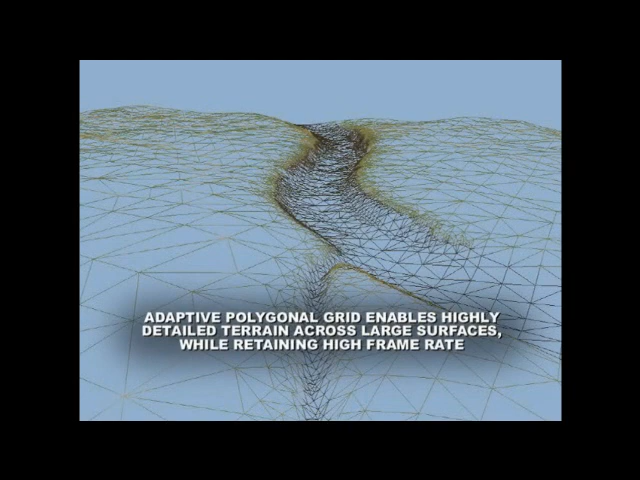 ADAPTIVE POLYGONAL GRID ENABLES HIGHLY
DETAILED TERRAIN ACROSS LARGE SURFACES,
WHILE RETAINING HIGH FRAME RATE